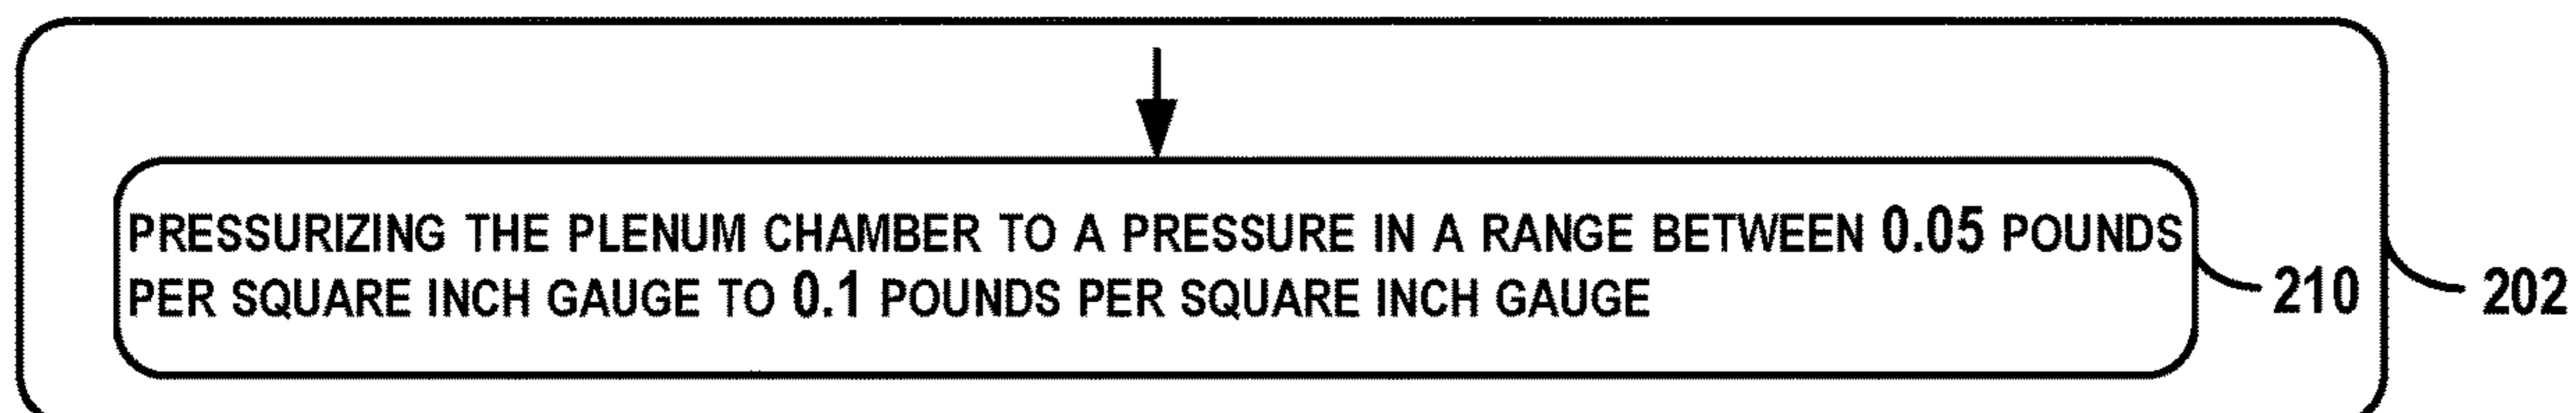 PRESSURIZING THE PLENUM CHAMBER TO A PRESSURE IN A RANGE BETWEEN 0.05 POUNDS
PER SQUARE INCH GAUGE TO 0.1 POUNDS PER SQUARE INCH GAUGE
210
202